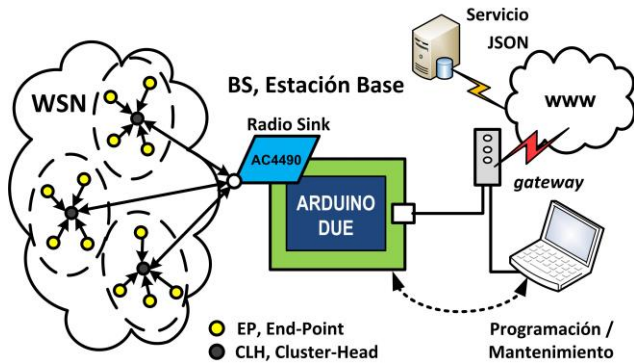 Servicio
JSON
WSN
BS, Estación Base
WWW
Radio Sink
AC4490
gateway
ARDUINO
DUE
EP, End-Point
CLH, Cluster-Head
Programación /
Mantenimiento